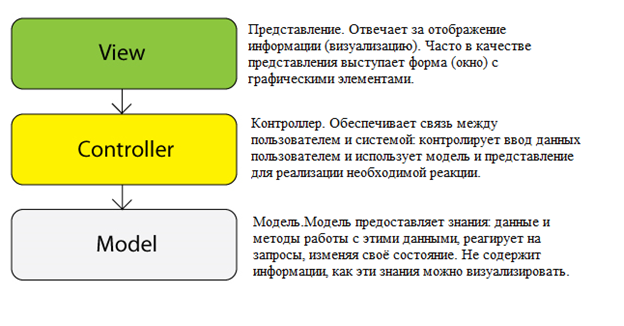 View
Представление. Отвечает за отображение
информации (визуализацию). Часто в качестве
представления выступает форма (окно) с
графическими элементами.
Controller
Контроллер. Обеспечивает связь между
пользователем и системой: контролирует ввод данных
пользователем и использует модель и представление
для реализации необходимой реакции.
Model
Модель.Модель предоставляет знания: данные и
методы работы с этими данными, реагирует на
запросы, изменяя своё состояние. Не содержит
информации, как эти знания можно визуализировать.